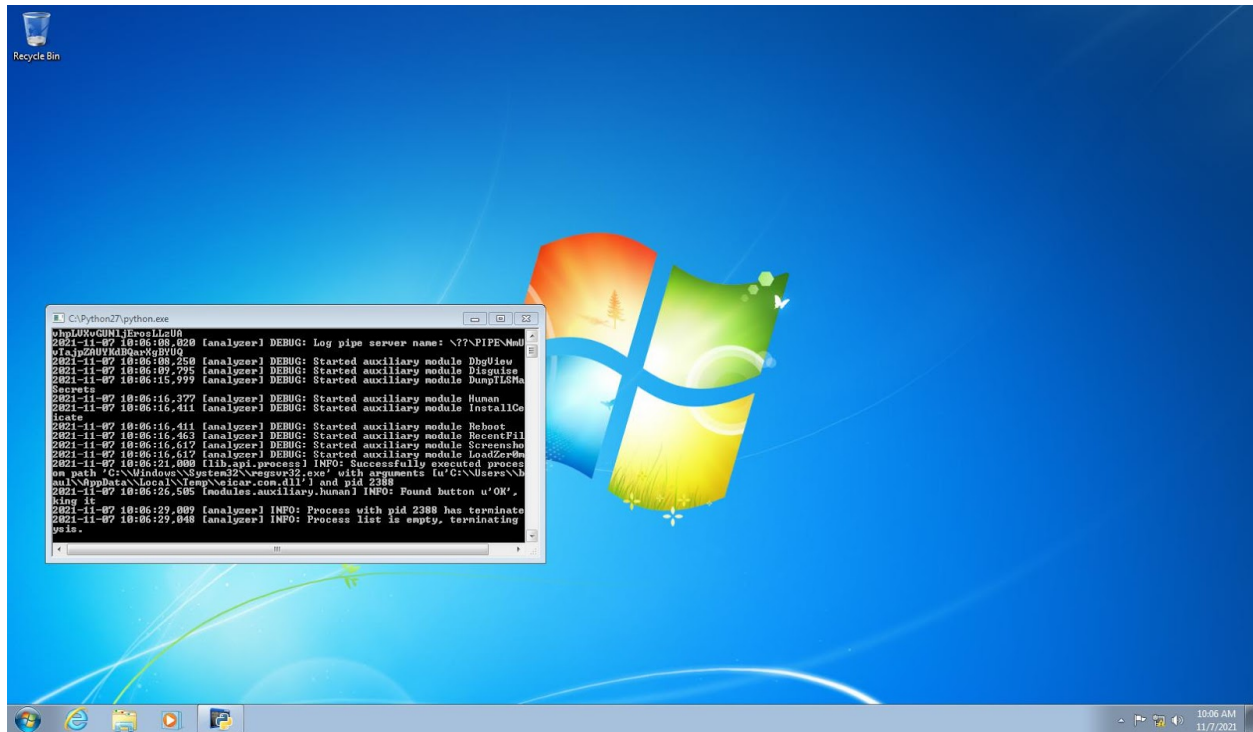 Recycle Bin
C:\Python27\python.exe
vhpLUXvGUNljErosLLzUA
2021-11-07 10:06:08,020 [analyzer] DEBUG: Log pipe server name: \??\PIPE\NmU
vTajpZAUYKdBQarXgBYUQ
2021-11-07 10:06:08,250 [analyzer] DEBUG: Started auxiliary module DbgView
2021-11-07 10:06:09,795 [analyzer] DEBUG: Started auxiliary module Disguise
2021-11-07 10:06:15,999 [analyzer] DEBUG: Started auxiliary module DumpTLSMa
Secrets
2021-11-07 10:06:16,377 [analyzer] DEBUG: Started auxiliary module Human
2021-11-07 10:06:16,411 [analyzer] DEBUG: Started auxiliary module InstallCe
icate
2021-11-07 10:06:16,411 [analyzer] DEBUG: Started auxiliary module Reboot
2021-11-07 10:06:16,463 [analyzer] DEBUG: Started auxiliary module RecentFil
2021-11-07 10:06:16,617 [analyzer] DEBUG: Started auxiliary module Screensho
2021-11-07 10:06:16,617 [analyzer] DEBUG: Started auxiliary module LoadZer0m
2021-11-07 10:06:21,000 [lib.api.process] INFO: Successfully executed proces
om path 'C:\\Windows\\System32\\regsvr32.exe' with arguments [u'C:\\Users\\b
aul\\AppData\\Local\\Temp\\eicar.com.dll'] and pid 2388
2021-11-07 10:06:26,505 [modules.auxiliary.human] INFO: Found button u'OK',
king it
2021-11-07 10:06:29,009 [analyzer] INFO: Process with pid 2388 has terminate
2021-11-07 10:06:29,048 [analyzer] INFO: Process list is empty, terminating
ysis.
10:06 AM
11/7/2021